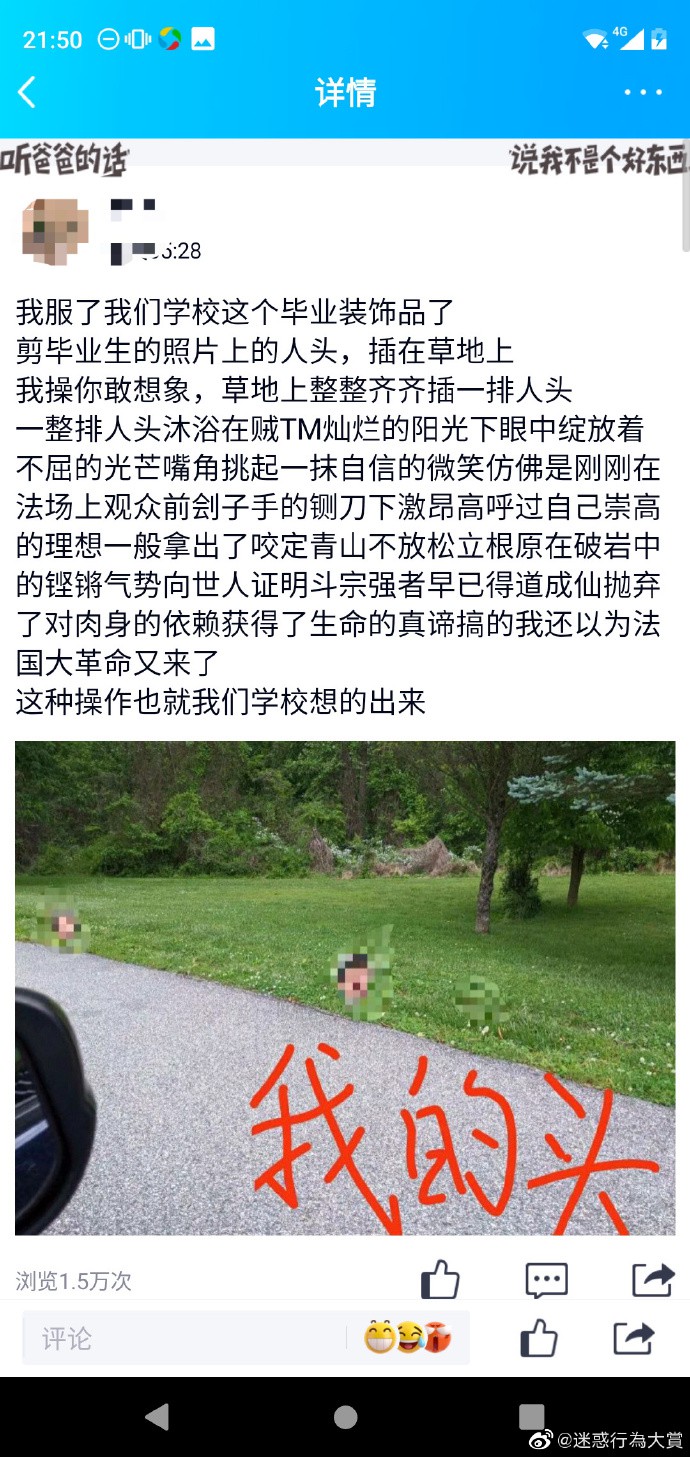 21:50
4G
详情
听爸爸的话
说我不是个好东西
5:28
我服了我们学校这个毕业装饰品了
剪毕业生的照片上的人头，插在草地上
我操你敢想象，草地上整整齐齐插一排人头
一整排人头沐浴在贼TM灿烂的阳光下眼中绽放着
不屈的光芒嘴角挑起一抹自信的微笑仿佛是刚刚在
法场上观众前刽子手的铡刀下激昂高呼过自己崇高
的理想一般拿出了咬定青山不放松立根原在破岩中
的铿锵气势向世人证明斗宗强者早已得道成仙抛弃
了对肉身的依赖获得了生命的真谛搞的我还以为法
国大革命又来了
这种操作也就我们学校想的出来
我的头
浏览1.5万次
评论
@迷惑行為大賞